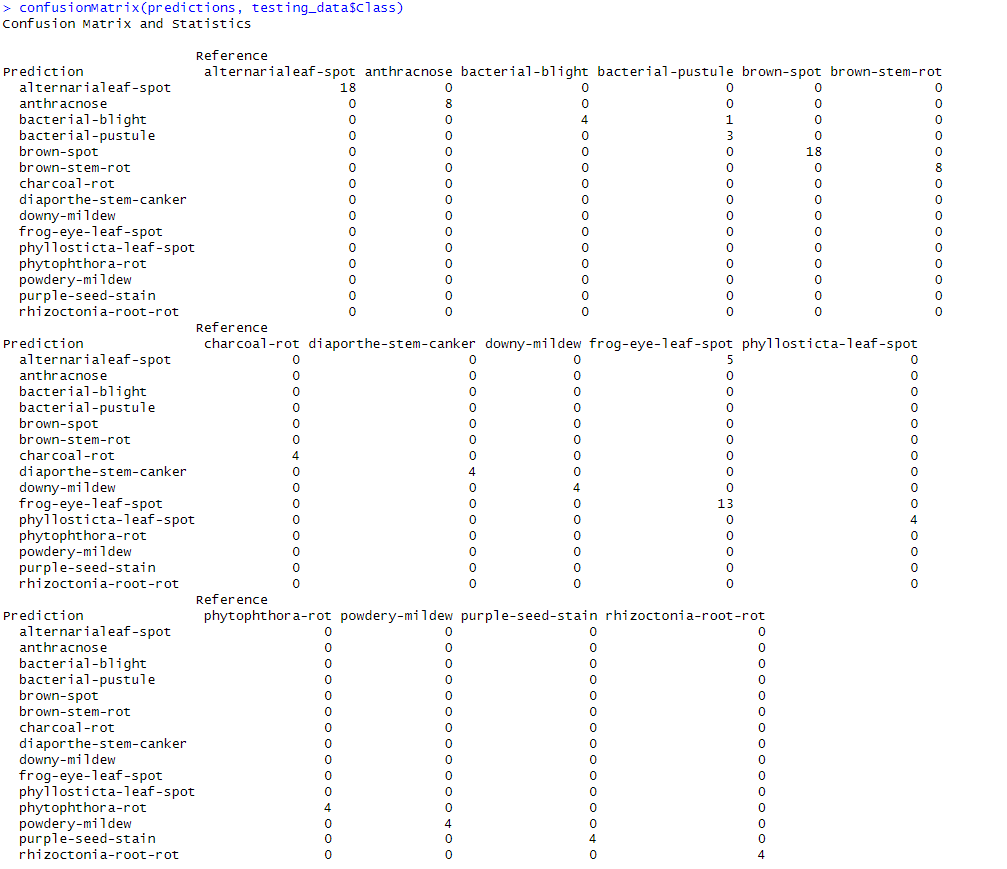 > confusionMatrix(predictions, testing_data$Class)
Confusion Matrix and Statistics
Reference
Prediction alternarialeaf-spot anthracnose bacterial-blight bacterial-pustule brown-spot brown-stem-rot
alternarialeaf-spot 18 0 0 0 0 0
anthracnose 0 8 0 0 0 0
bacterial-blight 0 0 4 1 0 0
bacterial-pustule 0 0 0 3 0 0
brown-spot 0 0 0 0 18 0
brown-stem-rot 0 0 0 0 0 8
charcoal-rot 0 0 0 0 0 0
diaporthe-stem-canker 0 0 0 0 0 0
downy-mildew 0 0 0 0 0 0
frog-eye-leaf-spot 0 0 0 0 0 0
phyllosticta-leaf-spot 0 0 0 0 0 0
phytophthora-rot 0 0 0 0 0 0
powdery-mildew 0 0 0 0 0 0
purple-seed-stain 0 0 0 0 0 0
rhizoctonia-root-rot 0 0 0 0 0 0
Reference
Prediction charcoal-rot diaporthe-stem-canker downy-mildew frog-eye-leaf-spot phyllosticta-leaf-spot
alternarialeaf-spot 0 0 0 5 0
anthracnose 0 0 0 0 0
bacterial-blight 0 0 0 0 0
bacterial-pustule 0 0 0 0 0
brown-spot 0 0 0 0 0
brown-stem-rot 0 0 0 0 0
charcoal-rot 4 0 0 0 0
diaporthe-stem-canker 0 4 0 0 0
downy-mildew 0 0 4 0 0
frog-eye-leaf-spot 0 0 0 13 0
phyllosticta-leaf-spot 0 0 0 0 4
phytophthora-rot 0 0 0 0 0
powdery-mildew 0 0 0 0 0
purple-seed-stain 0 0 0 0 0
rhizoctonia-root-rot 0 0 0 0 0
Reference
Prediction phytophthora-rot powdery-mildew purple-seed-stain rhizoctonia-root-rot
alternarialeaf-spot 0 0 0 0
anthracnose 0 0 0 0
bacterial-blight 0 0 0 0
bacterial-pustule 0 0 0 0
brown-spot 0 0 0 0
brown-stem-rot 0 0 0 0
charcoal-rot 0 0 0 0
diaporthe-stem-canker 0 0 0 0
downy-mildew 0 0 0 0
frog-eye-leaf-spot 0 0 0 0
phyllosticta-leaf-spot 0 0 0 0
phytophthora-rot 4 0 0 0
powdery-mildew 0 4 0 0
purple-seed-stain 0 0 4 0
rhizoctonia-root-rot 0 0 0 4